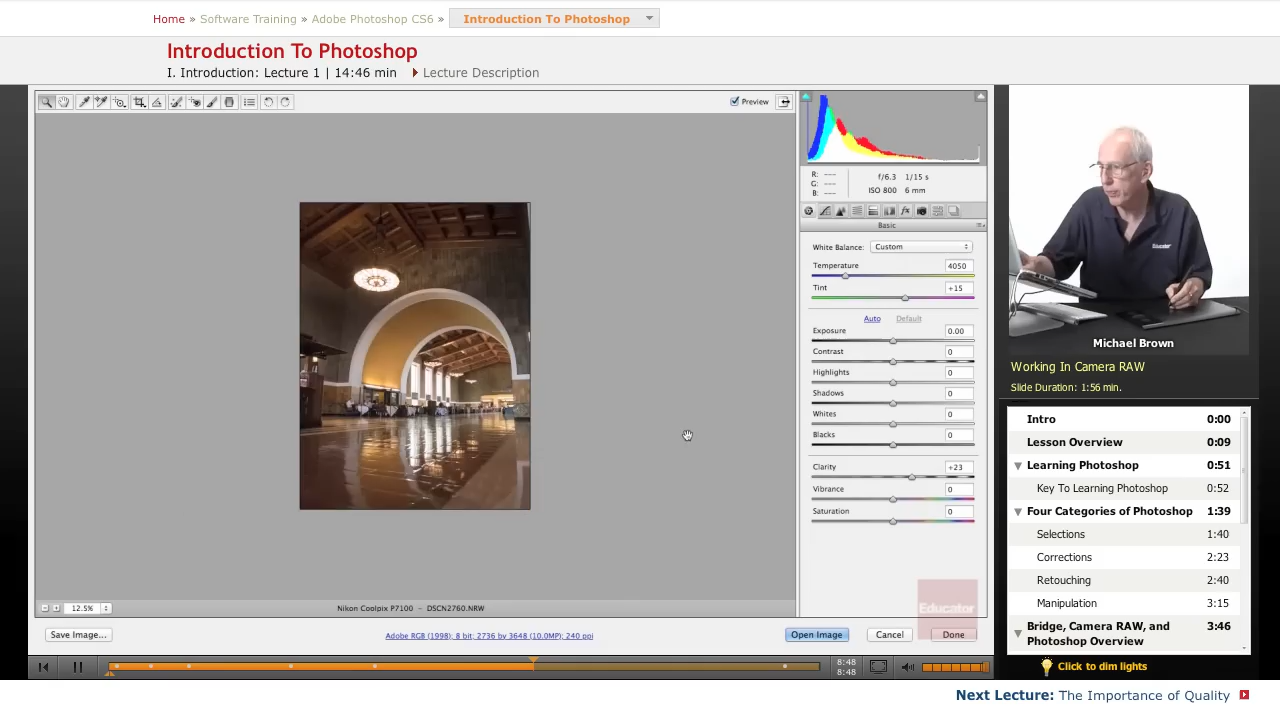 Home » Software Training » Adobe Photoshop CS6 » Introduction To Photoshop
Introduction To Photoshop
I. Introduction: Lecture 1 | 14:46 min Lecture Description
Preview
R: ---
G: ---
B: ---
f/6.3 1/15 s
ISO 800 6 mm
Basic
White Balance: Custom
Temperature 4050
Tint +15
Auto Default
Exposure 0.00
Contrast 0
Highlights 0
Shadows 0
Whites 0
Blacks 0
Clarity +23
Vibrance 0
Saturation 0
12.5%
Nikon Coolpix P7100 – DSCN2760.NRW
Educator
Save Image...
Adobe RGB (1998); 8 bit; 2736 by 3648 (10.0MP); 240 ppi
Open Image Cancel Done
8:48
8:48
Educator
Michael Brown
Working In Camera RAW
Slide Duration: 1:56 min.
Intro 0:00
Lesson Overview 0:09
Learning Photoshop 0:51
Key To Learning Photoshop 0:52
Four Categories of Photoshop 1:39
Selections 1:40
Corrections 2:23
Retouching 2:40
Manipulation 3:15
Bridge, Camera RAW, and 3:46
Photoshop Overview
Click to dim lights
Next Lecture: The Importance of Quality